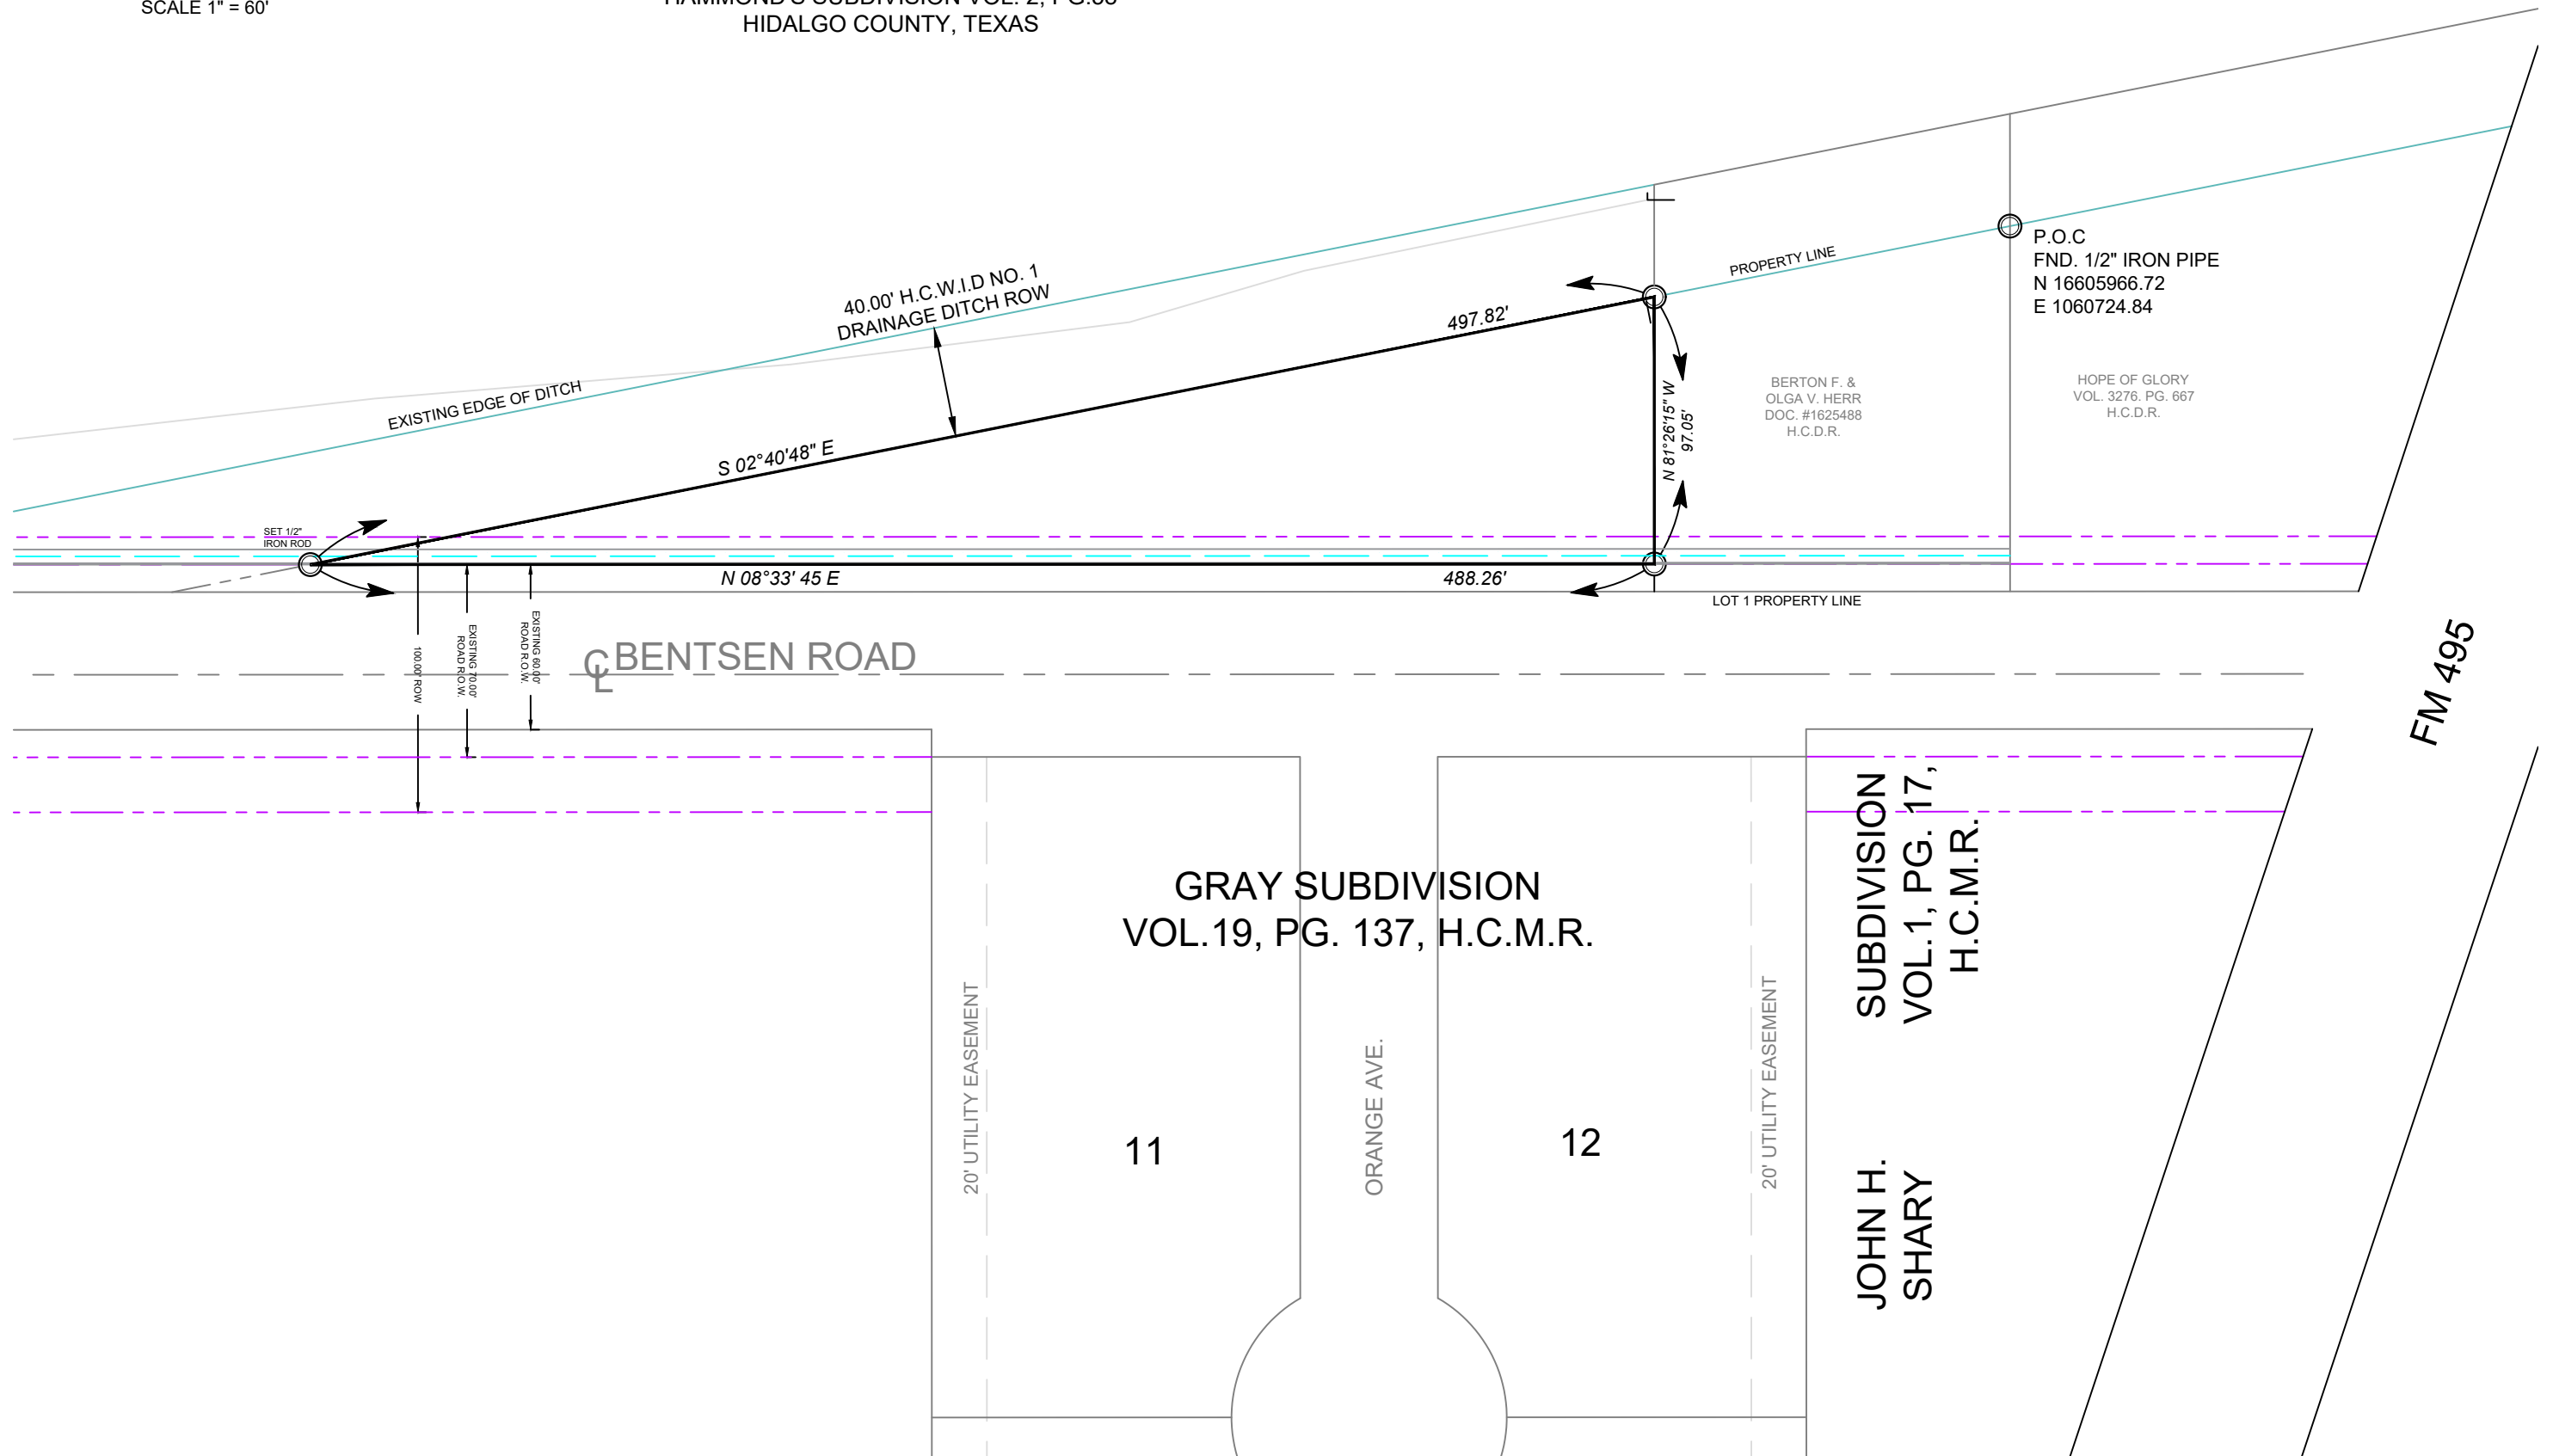 SCALE 1" = 60'
HIDALGO COUNTY, TEXAS
40.00' H.C.W.I.D NO. 1
DRAINAGE DITCH ROW
EXISTING EDGE OF DITCH
PROPERTY LINE
P.O.C
FND. 1/2" IRON PIPE
N 16605966.72
E 1060724.84
497.82'
S 02°40'48" E
N 81°26'15" W
97.05'
BERTON F. &
OLGA V. HERR
DOC. #1625488
H.C.D.R.
HOPE OF GLORY
VOL. 3276. PG. 667
H.C.D.R.
SET 1/2"
IRON ROD
N 08°33' 45 E
488.26'
LOT 1 PROPERTY LINE
100.00' ROW
EXISTING 70.00'
ROAD R.O.W.
EXISTING 60.00'
ROAD R.O.W.
CL BENTSEN ROAD
FM 495
GRAY SUBDIVISION
VOL.19, PG. 137, H.C.M.R.
20' UTILITY EASEMENT
11
ORANGE AVE.
12
20' UTILITY EASEMENT
JOHN H.
SHARY
SUBDIVISION
VOL.1, PG. 17,
H.C.M.R.